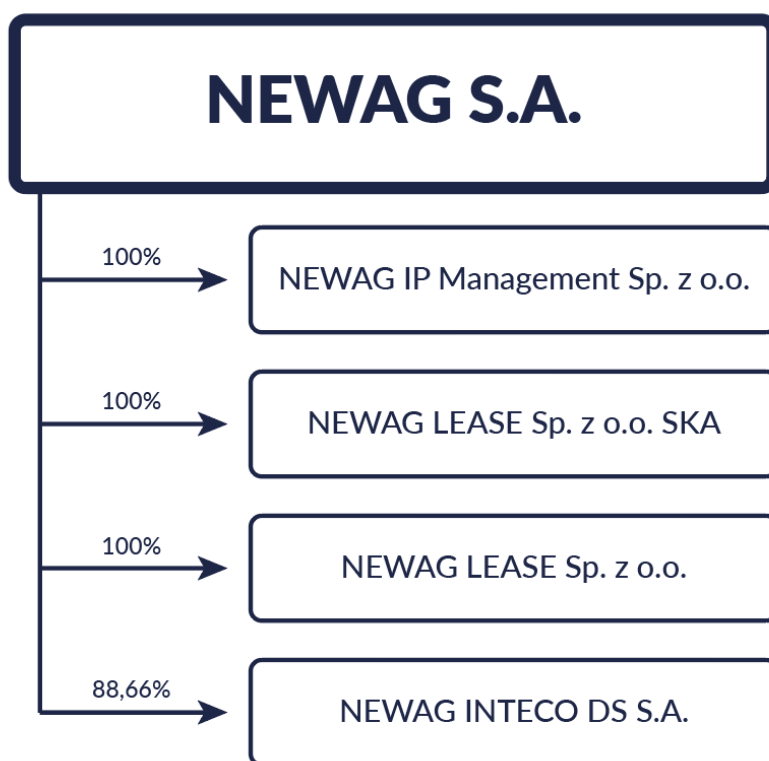 NEWAG S.A.
100%
NEWAG IP Management Sp. z o.o.
100%
NEWAG LEASE Sp. z o.o. SKA
100%
NEWAG LEASE Sp. z o.o.
88,66%
NEWAG INTECO DS S.A.